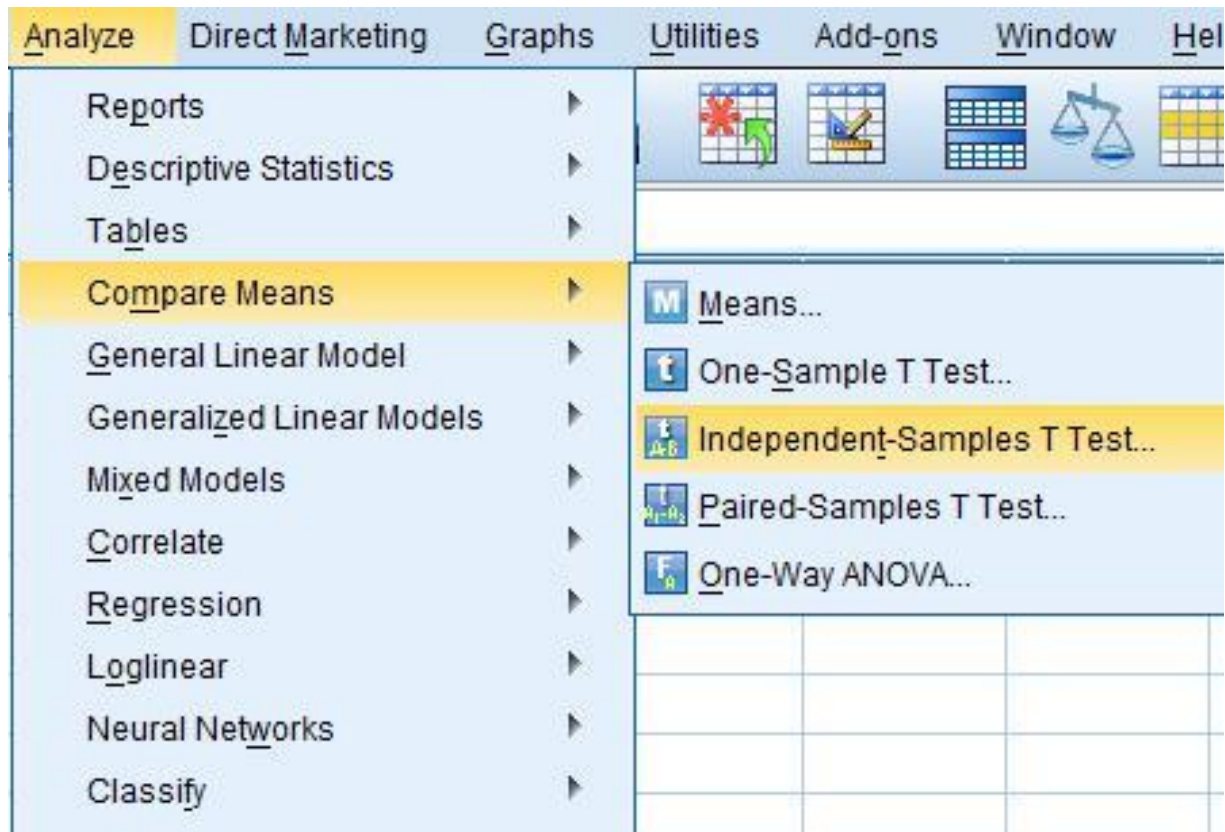 Analyze Direct Marketing Graphs Utilities Add-ons Window Hel
Reports
Descriptive Statistics
Tables
Compare Means
General Linear Model
Generalized Linear Models
Mixed Models
Correlate
Regression
Loglinear
Neural Networks
Classify
M Means...
t One-Sample T Test...
t A-B Independent-Samples T Test...
Paired-Samples T Test...
F A One-Way ANOVA...